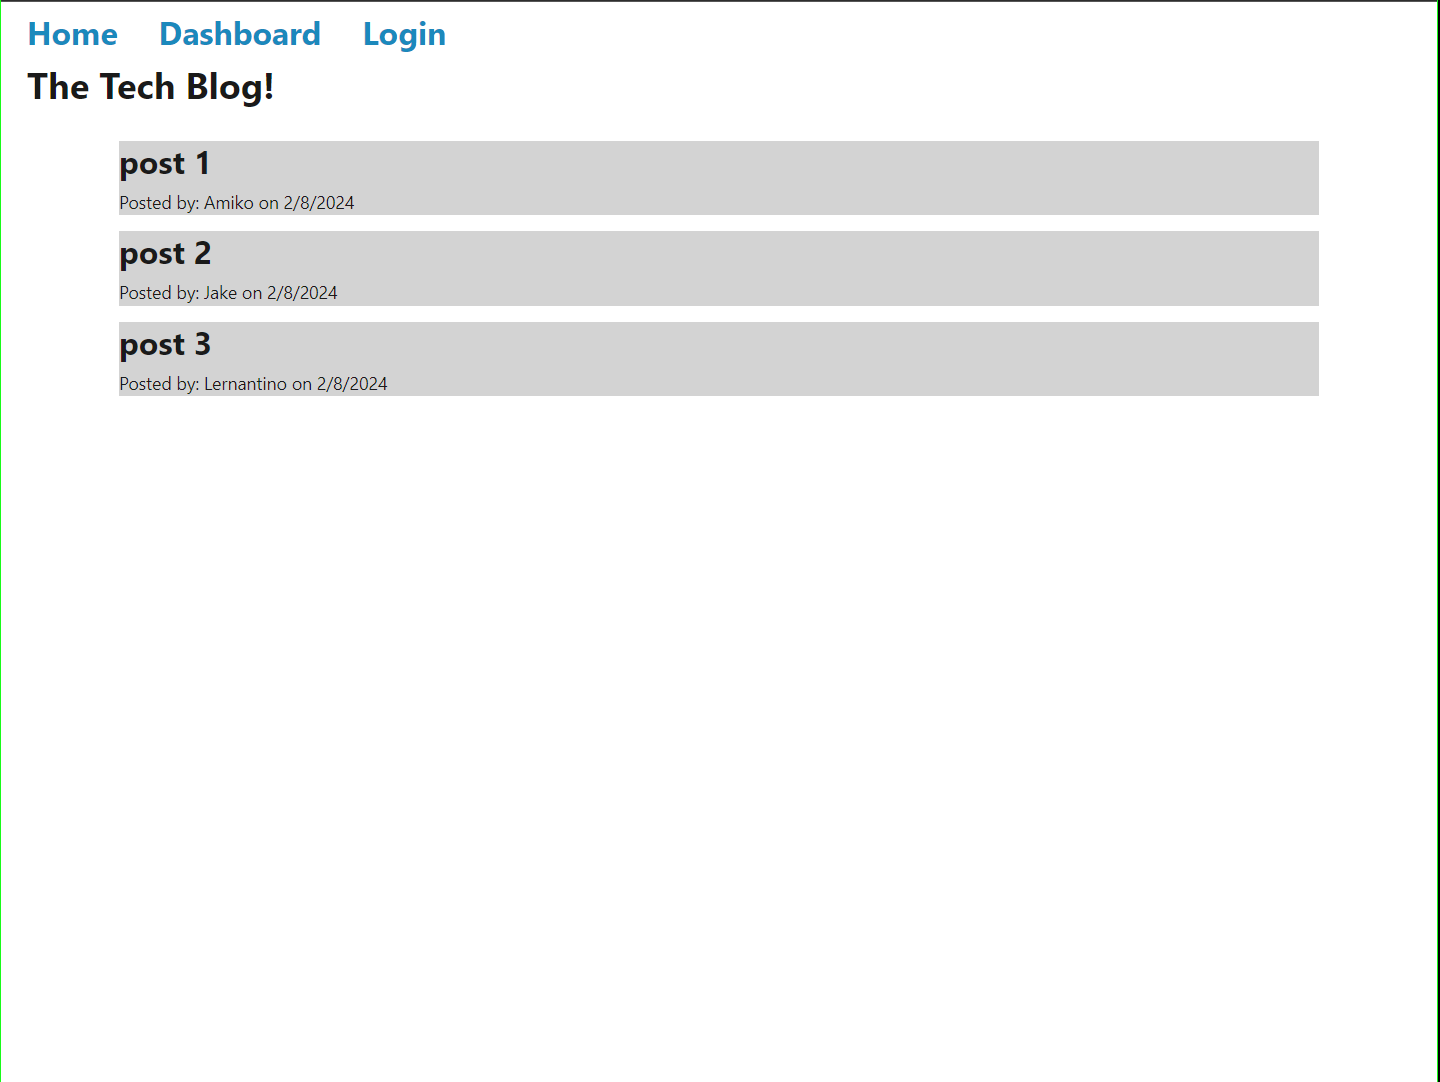 Home Dashboard Login
The Tech Blog!
post 1
Posted by: Amiko on 2/8/2024
post 2
Posted by: Jake on 2/8/2024
post 3
Posted by: Lernantino on 2/8/2024